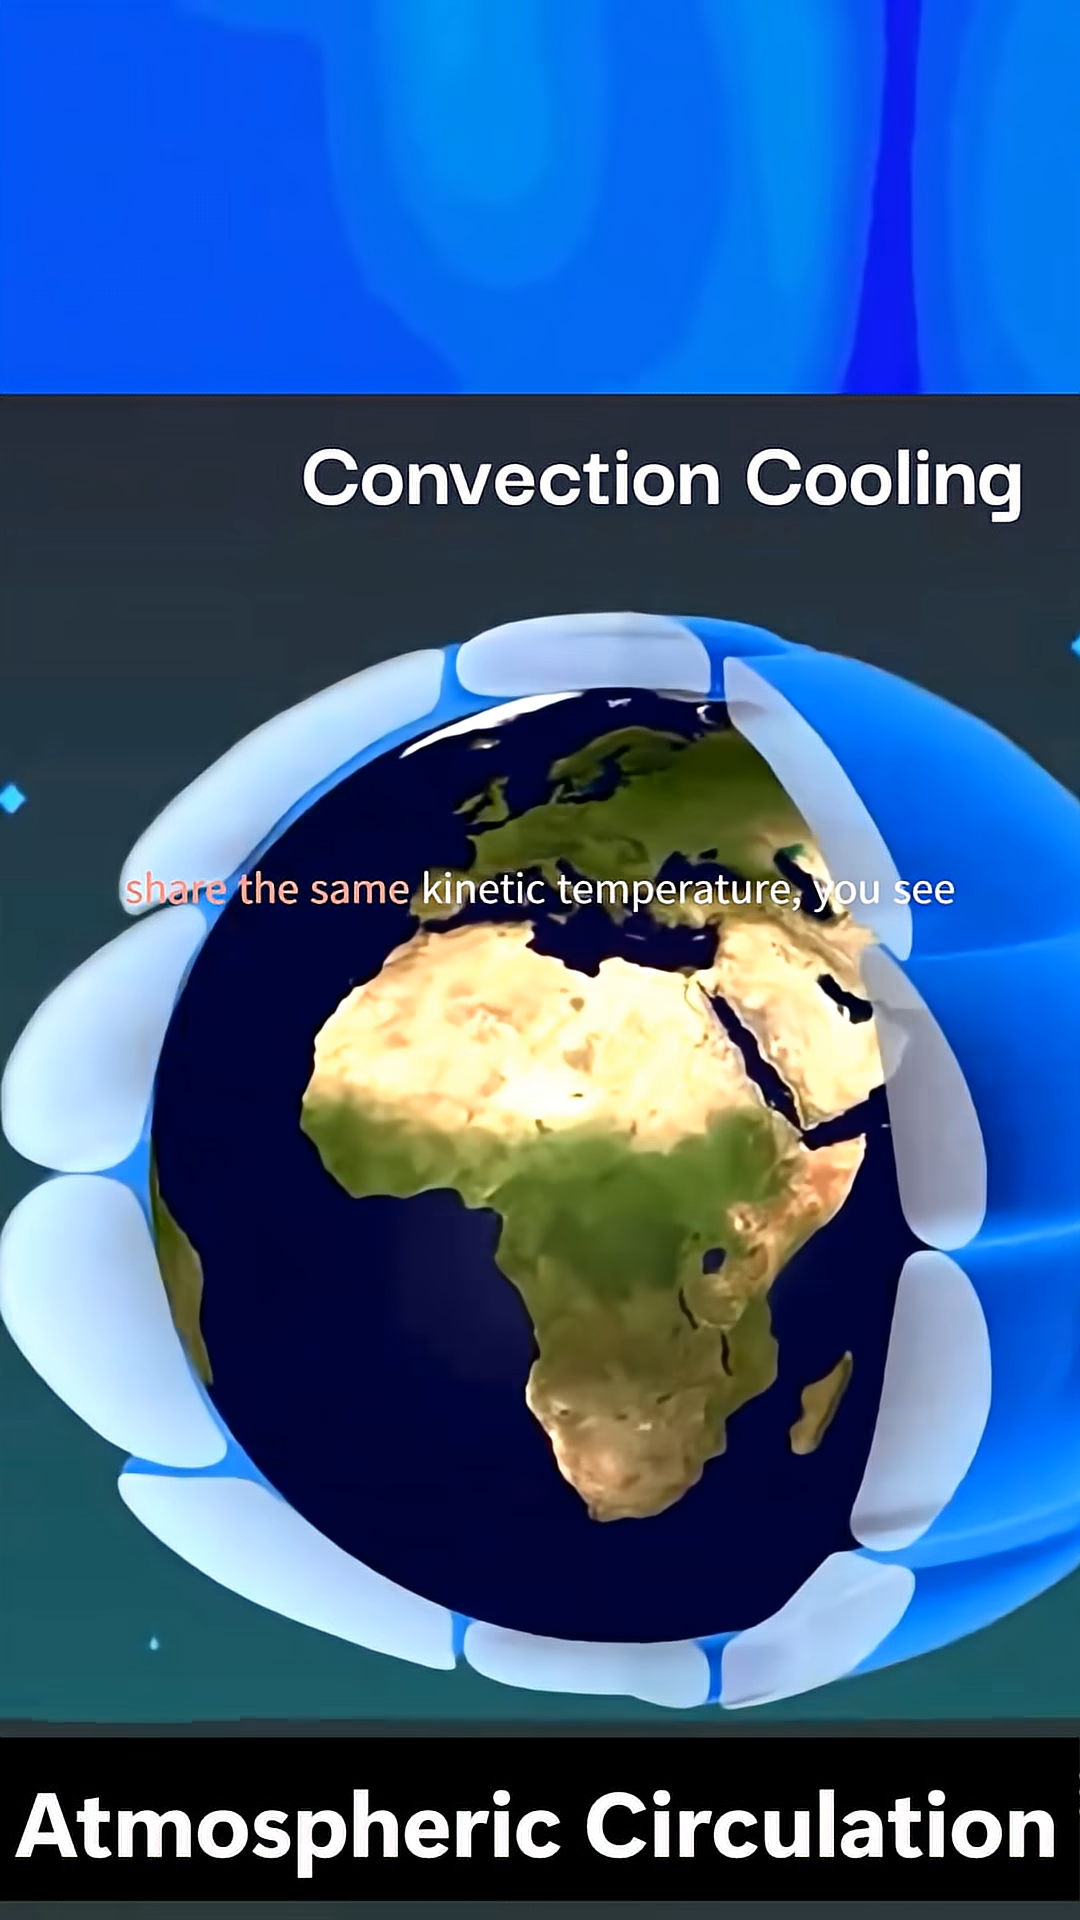 Convection Cooling
share the same kinetic temperature, you see
Atmospheric Circulation